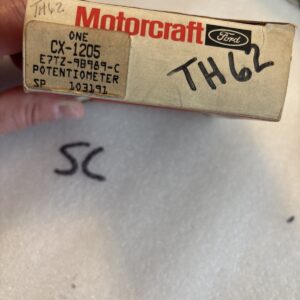 TH62
Motorcraft
Ford
ONE
CX-1205
E7TZ-9B989-C
POTENTIOMETER
SP 103191
TH62
SC